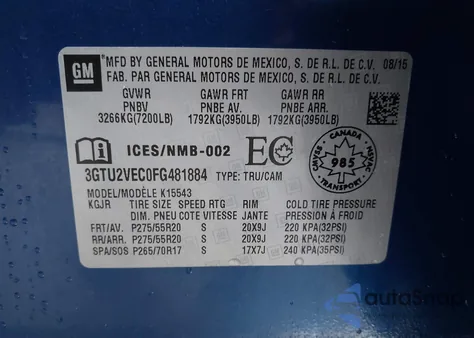 GM
MFD BY GENERAL MOTORS DE MEXICO, S. DE R.L. DE C.V. 08/15
FAB. PAR GENERAL MOTORS DE MEXICO, S. DE R.L. DE C.V.
GVWR GAWR FRT GAWR RR
PNBV PNBE AV. PNBE ARR.
3266KG(7200LB) 1792KG(3950LB) 1792KG(3950LB)
ICES/NMB-002 EC
CANADA
CMVSS 985 NSVAC
TRANSPORT
3GTU2VEC0FG481884 TYPE: TRU/CAM
MODEL/MODÈLE K15543
KGJR TIRE SIZE SPEED RTG RIM COLD TIRE PRESSURE
DIM. PNEU COTE VITESSE JANTE PRESSION À FROID
FRT/AV. P275/55R20 S 20X9J 220 KPA(32PSI)
RR/ARR. P275/55R20 S 20X9J 220 KPA(32PSI)
SPA/SOS P265/70R17 S 17X7J 240 KPA(35PSI)
autoSnap